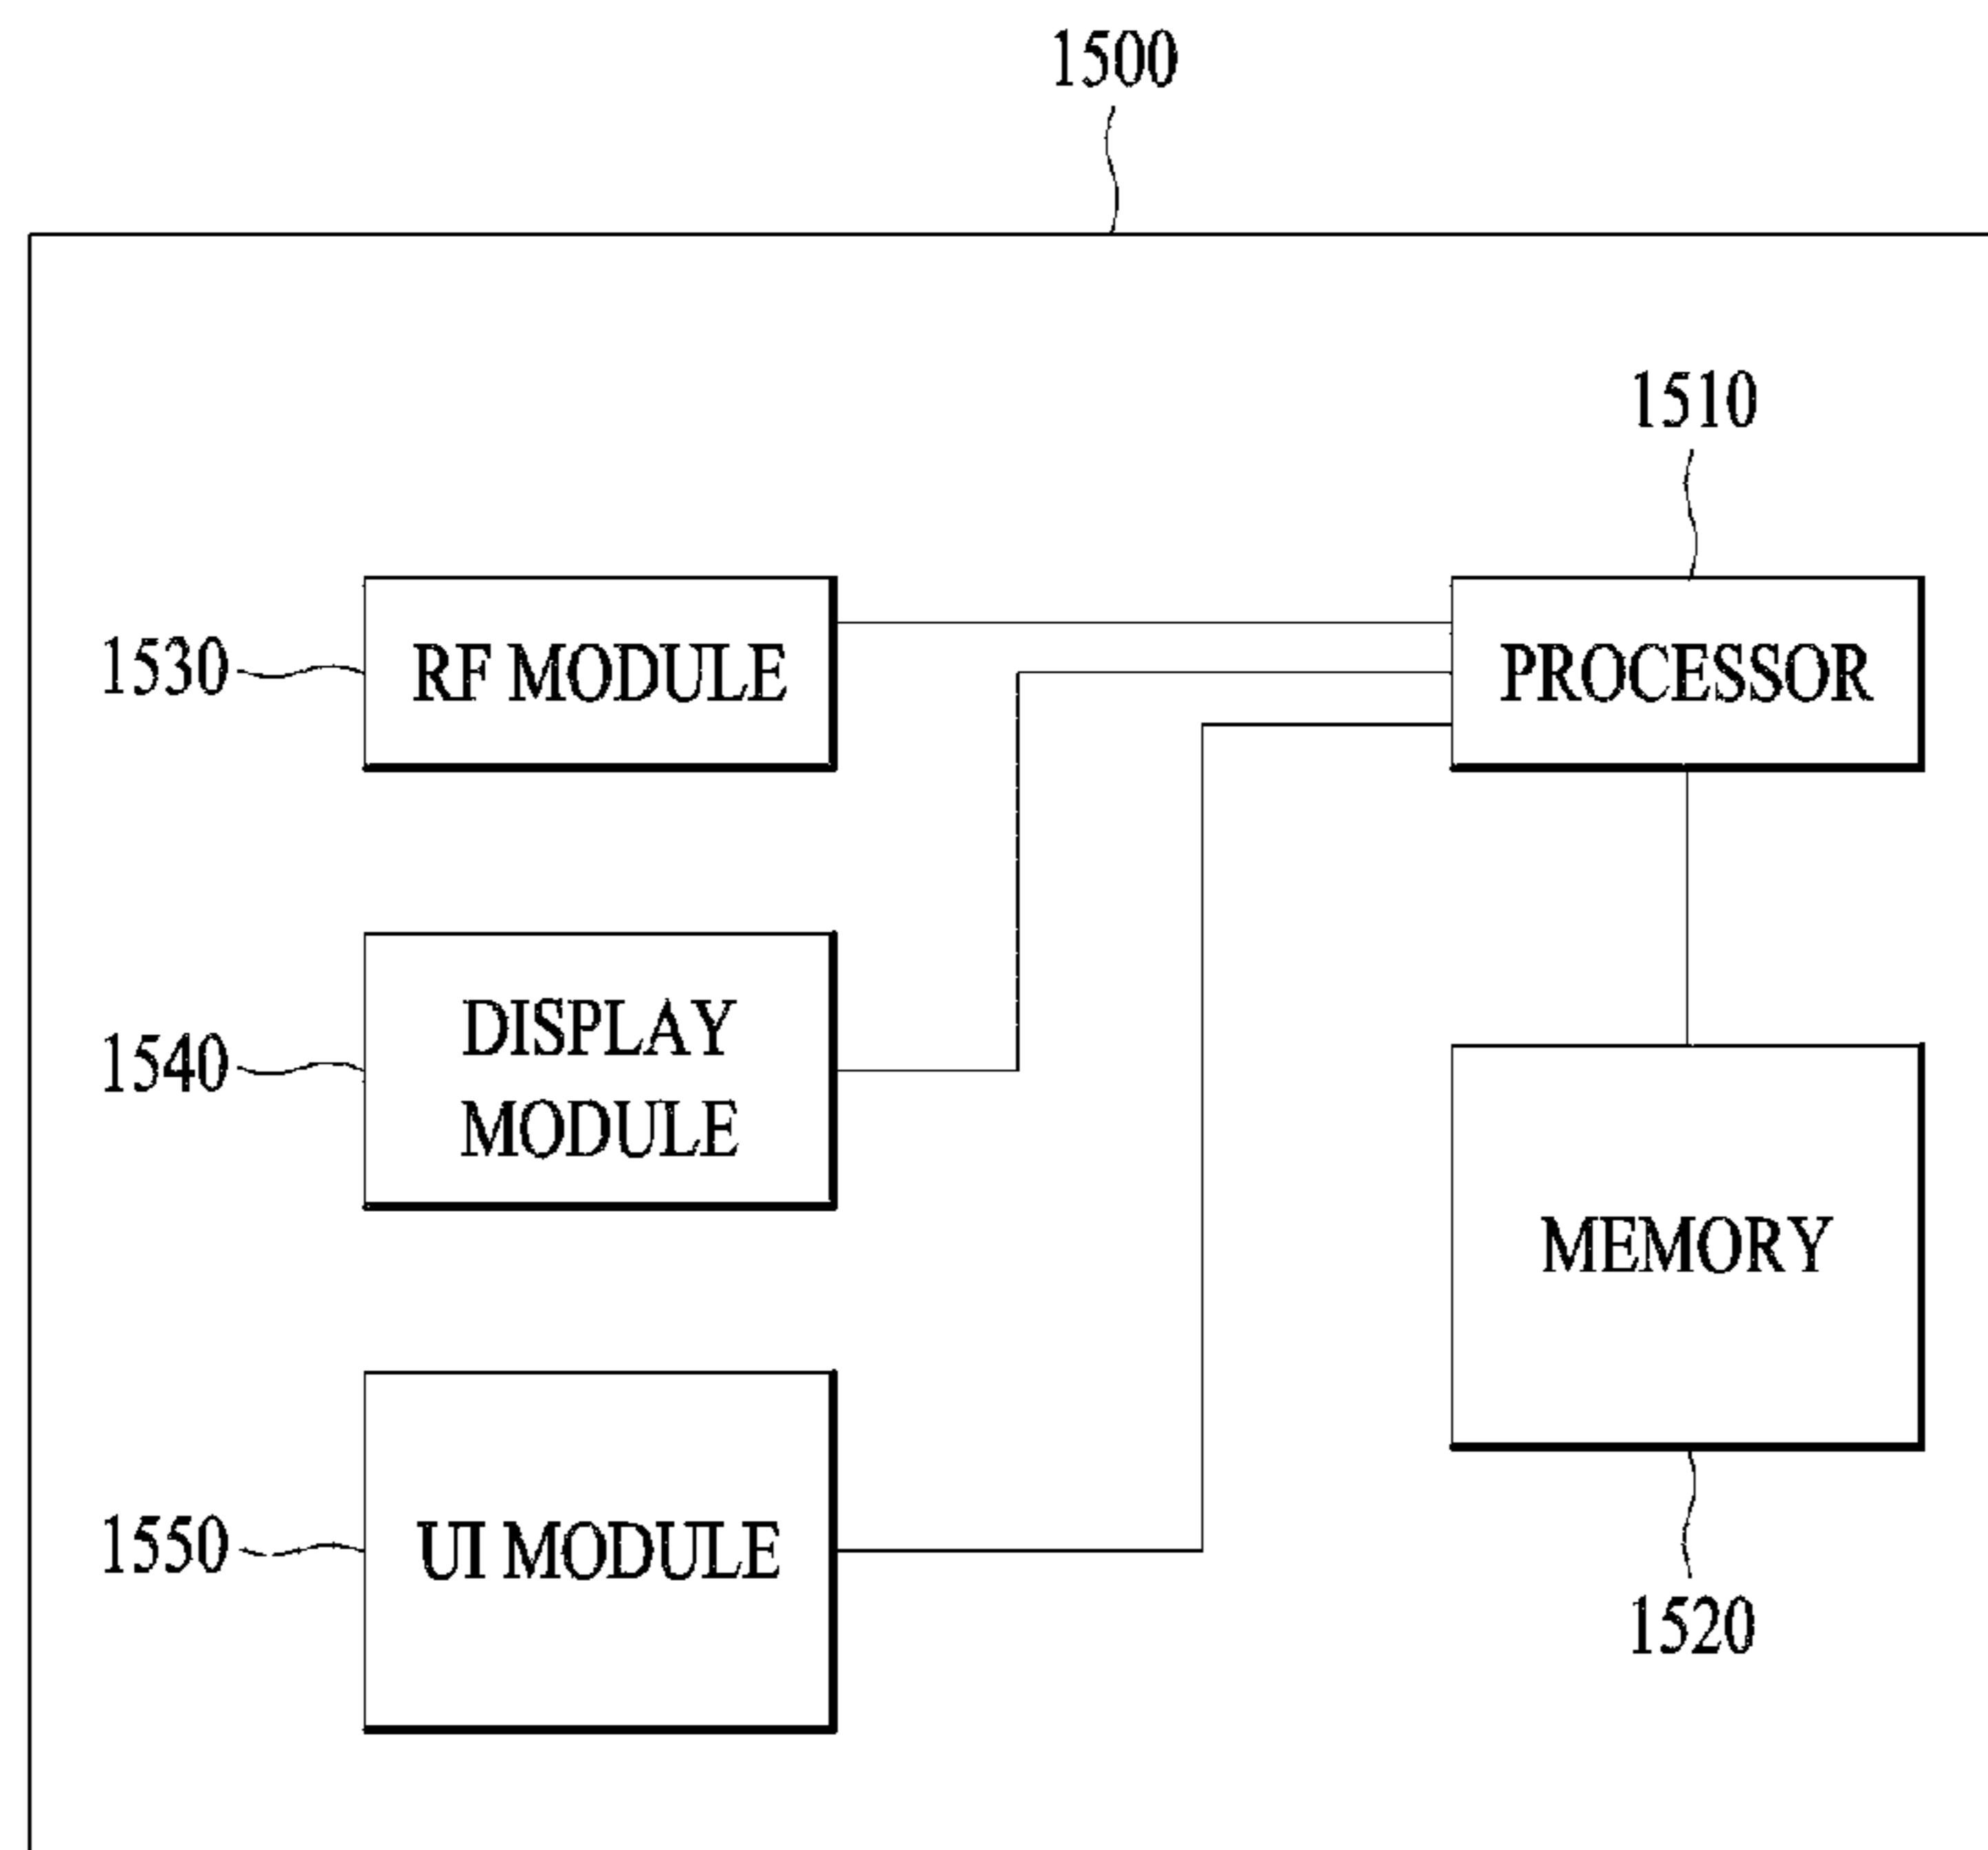 1500
1510
1530
RF MODULE
PROCESSOR
1540
DISPLAY
MODULE
MEMORY
1550
UI MODULE
1520